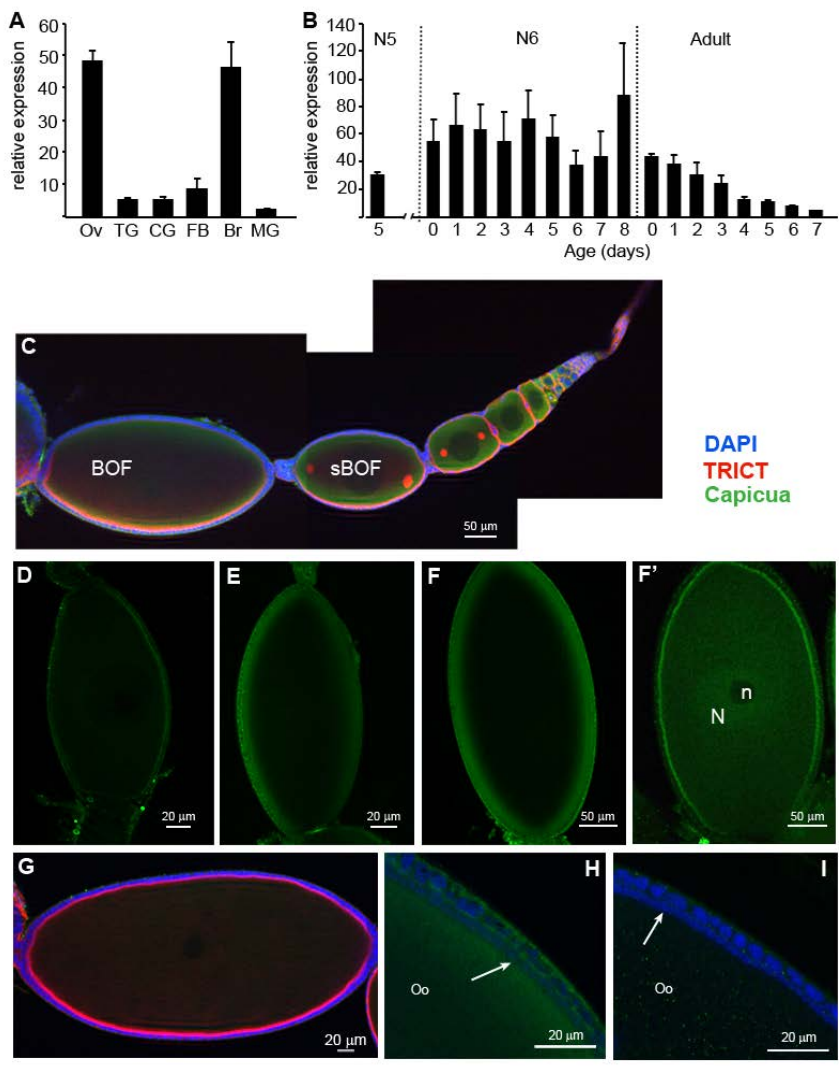 A
relative expression
60
50
40
30
20
10
Ov TG CG FB Br MG
B
relative expression
140
120
100
80
60
40
20
N5 N6 Adult
5 0 1 2 3 4 5 6 7 8 0 1 2 3 4 5 6 7
Age (days)
C
BOF
sBOF
50 µm
DAPI
TRICT
Capicua
D
20 µm
E
20 µm
F
50 µm
F'
n
N
50 µm
G
20 µm
H
Oo
20 µm
I
Oo
20 µm